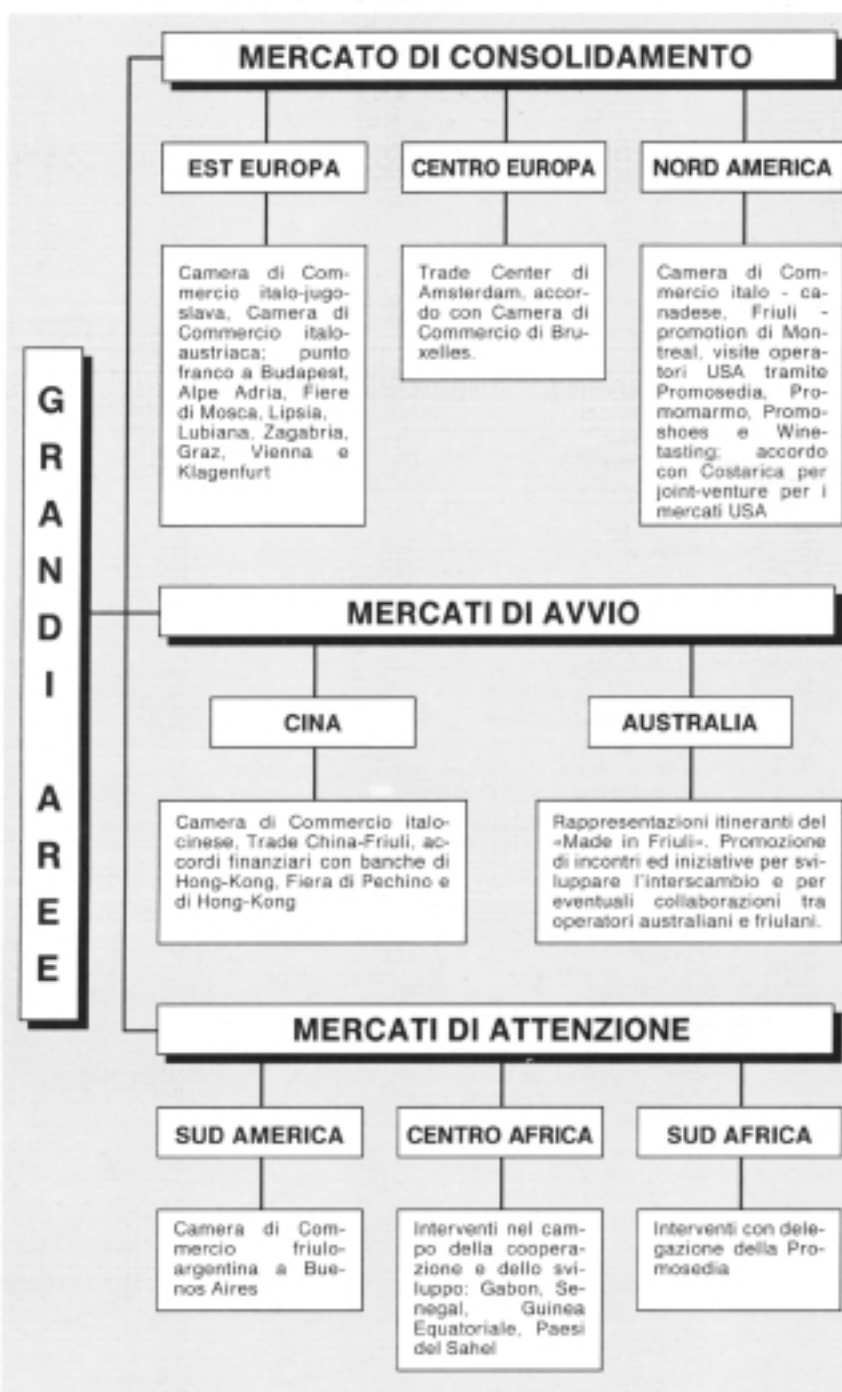 MERCATO DI CONSOLIDAMENTO
EST EUROPA
Camera di Com-
mercio italo-jugo-
slava, Camera di
Commercio italo-
austriaca; punto
franco a Budapest,
Alpe Adria, Fiere
di Mosca, Lipsia,
Lubiana, Zagabria,
Graz, Vienna e
Klagenfurt
CENTRO EUROPA
Trade Center di
Amsterdam, accor-
do con Camera di
Commercio di Bru-
xelles.
NORD AMERICA
Camera di Com-
mercio italo - ca-
nadese, Friuli -
promotion di Mon-
treal, visite opera-
tori USA tramite
Promosedia, Pro-
momarmo, Promo-
shoes e Wine-
tasting; accordo
con Costarica per
joint-venture per i
mercati USA
GRANDI AREE
MERCATI DI AVVIO
CINA
Camera di Commercio italo-
cinese, Trade China-Friuli, ac-
cordi finanziari con banche di
Hong-Kong, Fiera di Pechino e
di Hong-Kong
AUSTRALIA
Rappresentazioni itineranti del
«Made in Friuli». Promozione
di incontri ed iniziative per svi-
luppare l'interscambio e per
eventuali collaborazioni tra
operatori australiani e friulani.
MERCATI DI ATTENZIONE
SUD AMERICA
Camera di Com-
mercio friulo-
argentina a Bue-
nos Aires
CENTRO AFRICA
Interventi nel cam-
po della coopera-
zione e dello svi-
luppo: Gabon, Se-
negal, Guinea
Equatoriale, Paesi
del Sahel
SUD AFRICA
Interventi con dele-
gazione della Pro-
mosedia